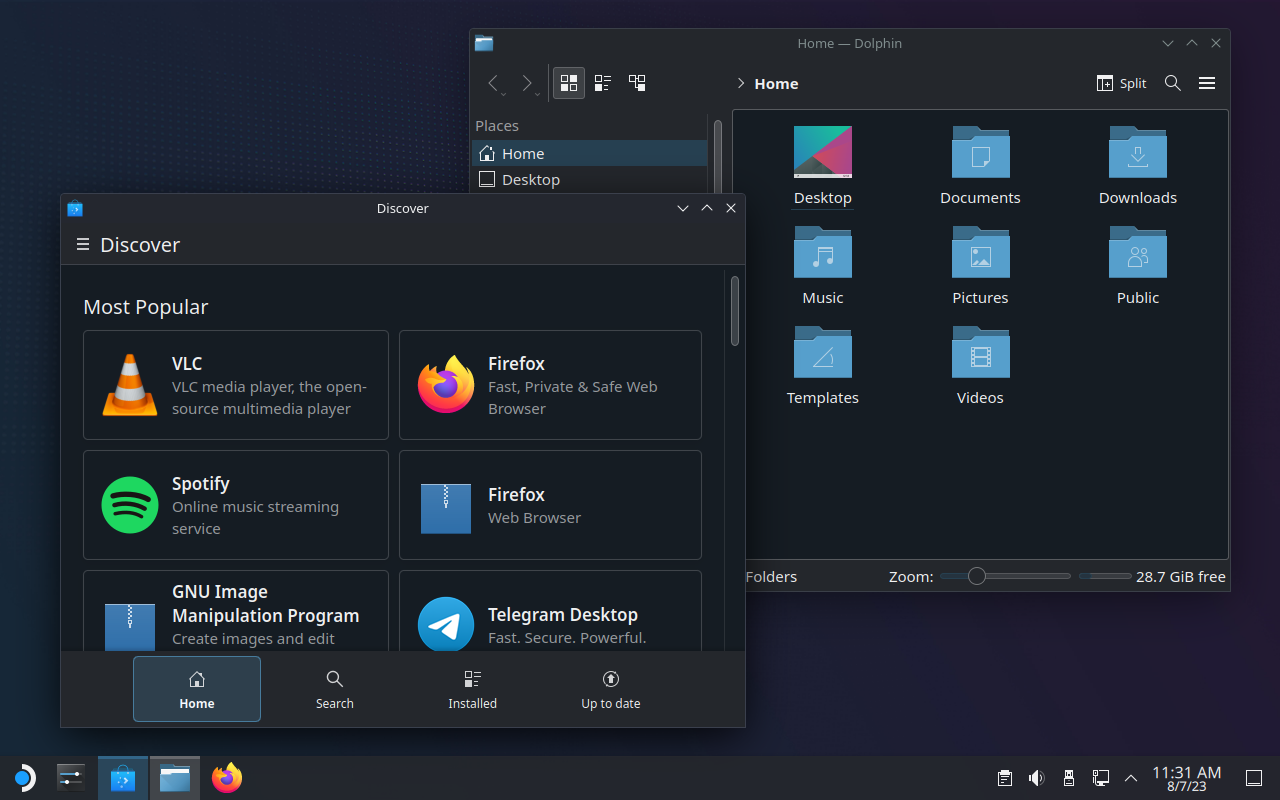 Home — Dolphin
Home
Split
Places
Home
Desktop
Desktop
Documents
Downloads
Music
Pictures
Public
Templates
Videos
Folders
Zoom:
28.7 GiB free
Discover
Discover
Most Popular
VLC
VLC media player, the open-
source multimedia player
Firefox
Fast, Private & Safe Web
Browser
Spotify
Online music streaming
service
Firefox
Web Browser
GNU Image
Manipulation Program
Create images and edit
Telegram Desktop
Fast. Secure. Powerful.
Home
Search
Installed
Up to date
11:31 AM
8/7/23